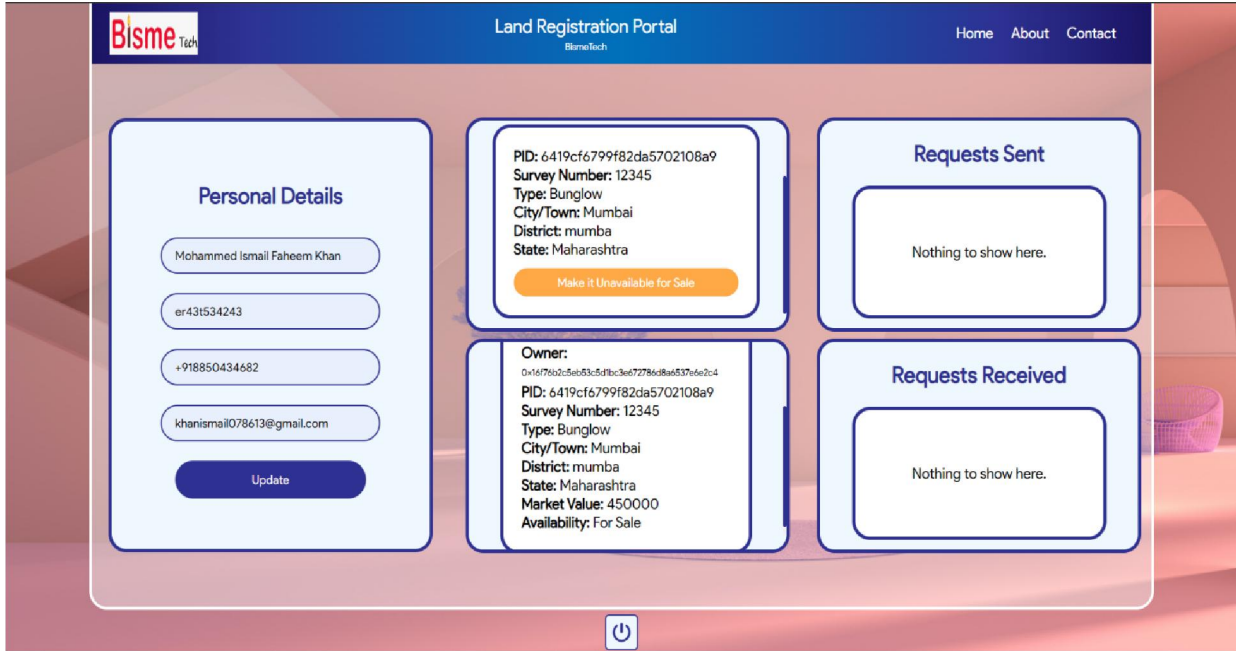 Bisme Tech
Land Registration Portal
BismeTech
Home About Contact
Personal Details
Mohammed Ismail Faheem Khan
er43t534243
+918850434682
khanismail078613@gmail.com
Update
PID: 6419cf6799f82da5702108a9
Survey Number: 12345
Type: Bunglow
City/Town: Mumbai
District: mumba
State: Maharashtra
Make it Unavailable for Sale
Owner:
PID: 6419cf6799f82da5702108a9
Survey Number: 12345
Type: Bunglow
City/Town: Mumbai
District: mumba
State: Maharashtra
Market Value: 450000
Availability: For Sale
Requests Sent
Nothing to show here.
Requests Received
Nothing to show here.